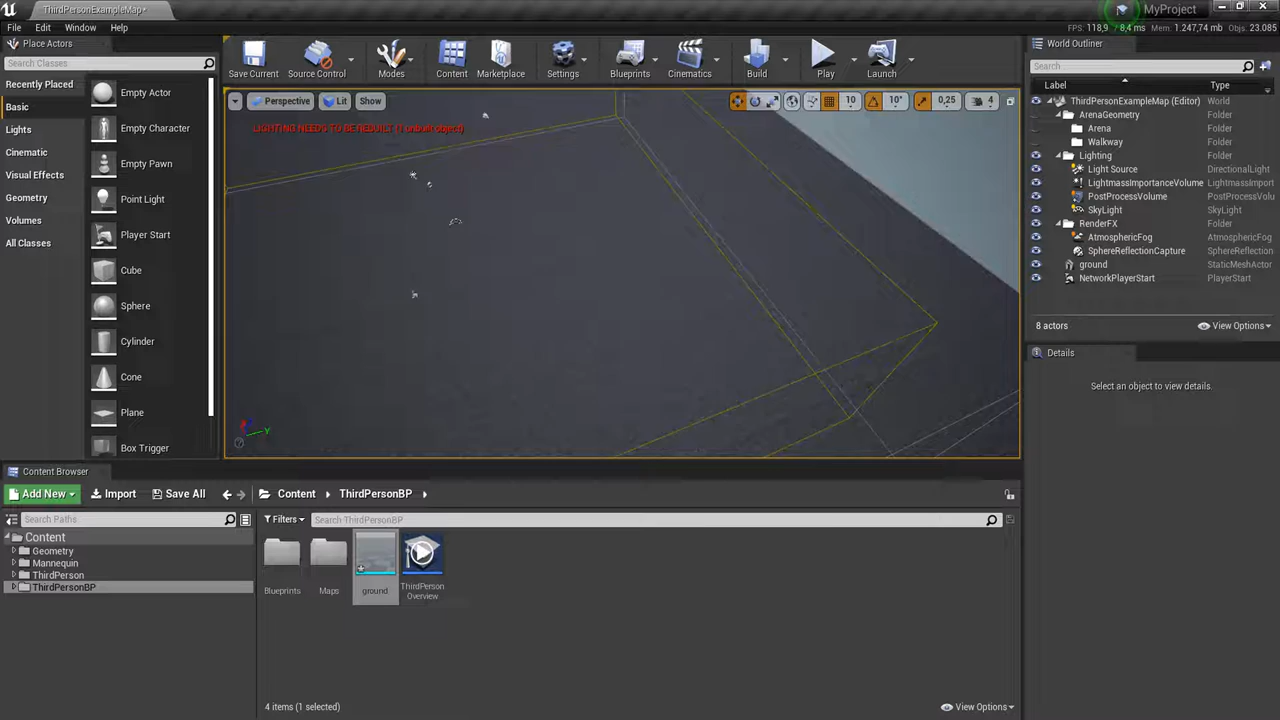 ThirdPersonExampleMap*
MyProject
File Edit Window Help
FPS: 118,9 / 8,4 ms Mem: 1.247,74 mb Objs: 23.085
Place Actors
Search Classes
Recently Placed
Basic
Lights
Cinematic
Visual Effects
Geometry
Volumes
All Classes
Empty Actor
Empty Character
Empty Pawn
Point Light
Player Start
Cube
Sphere
Cylinder
Cone
Plane
Box Trigger
Save Current
Source Control
Modes
Content
Marketplace
Settings
Blueprints
Cinematics
Build
Play
Launch
Perspective
Lit
Show
10
10°
0,25
4
LIGHTING NEEDS TO BE REBUILT (1 unbuilt object)
Y
World Outliner
Search
Label Type
ThirdPersonExampleMap (Editor) World
ArenaGeometry Folder
Arena Folder
Walkway Folder
Lighting Folder
Light Source DirectionalLight
LightmassImportanceVolume LightmassImport
PostProcessVolume PostProcessVolu
SkyLight SkyLight
RenderFX Folder
AtmosphericFog AtmosphericFog
SphereReflectionCapture SphereReflection
ground StaticMeshActor
NetworkPlayerStart PlayerStart
8 actors
View Options
Details
Select an object to view details.
Content Browser
Add New
Import
Save All
Content
ThirdPersonBP
Search Paths
Filters
Search ThirdPersonBP
Content
Geometry
Mannequin
ThirdPerson
ThirdPersonBP
Blueprints
Maps
ground
ThirdPerson
Overview
4 items (1 selected)
View Options